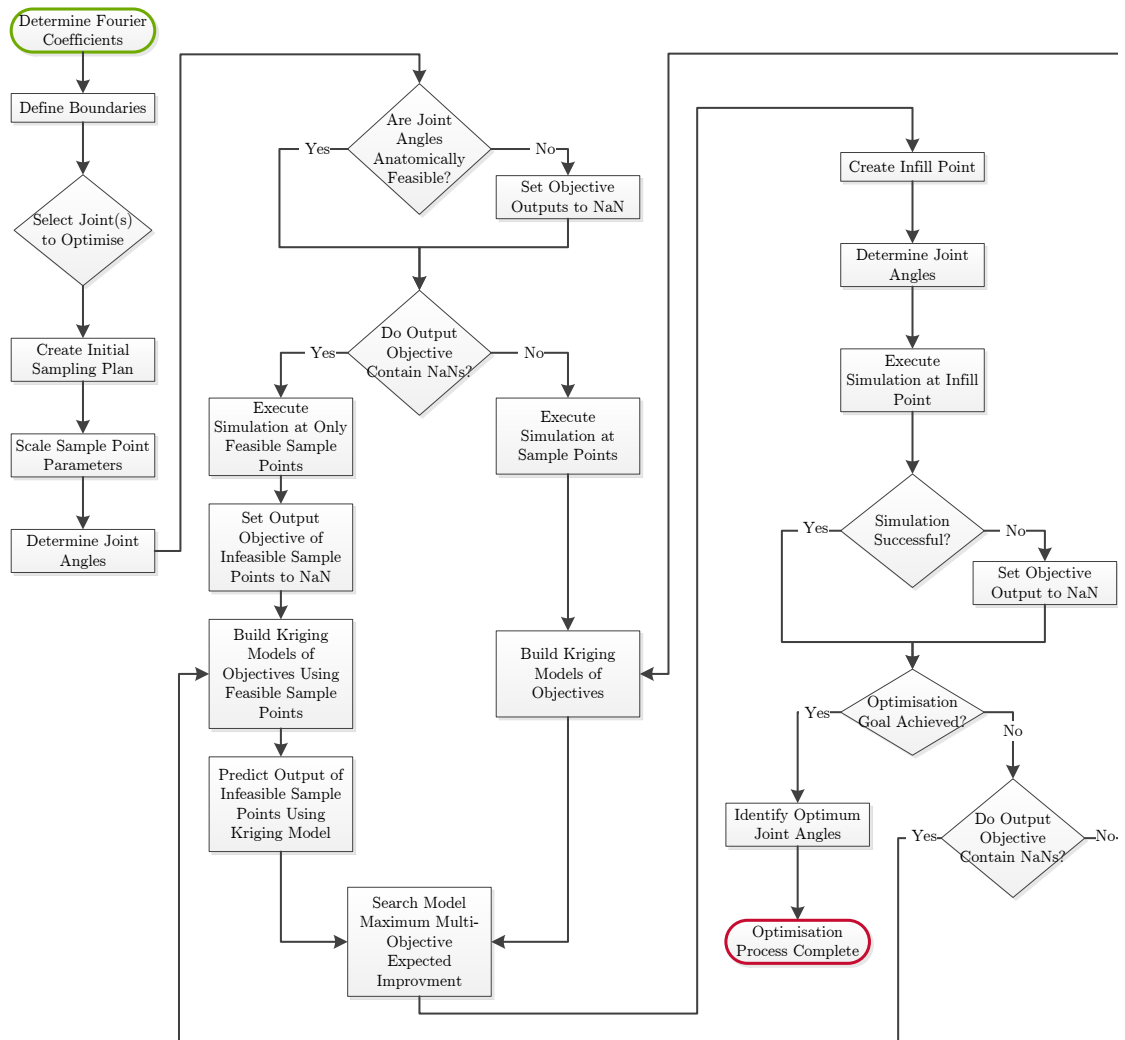 Determine Fourier
Coefficients
Define Boundaries
Select Joint(s)
to Optimise
Create Initial
Sampling Plan
Scale Sample Point
Parameters
Determine Joint
Angles
Are Joint
Angles
Anatomically
Feasible?
Yes
No
Set Objective
Outputs to NaN
Do Output
Objective
Contain NaNs?
Yes
No
Execute
Simulation at Only
Feasible Sample
Points
Set Output
Objective of
Infeasible Sample
Points to NaN
Build Kriging
Models of
Objectives Using
Feasible Sample
Points
Predict Output of
Infeasible Sample
Points Using
Kriging Model
Execute
Simulation at
Sample Points
Build Kriging
Models of
Objectives
Search Model
Maximum Multi-
Objective
Expected
Improvment
Create Infill Point
Determine Joint
Angles
Execute
Simulation at Infill
Point
Simulation
Successful?
Yes
No
Set Objective
Output to NaN
Optimisation
Goal Achieved?
Yes
No
Identify Optimum
Joint Angles
Optimisation
Process Complete
Do Output
Objective
Contain NaNs?
Yes
No